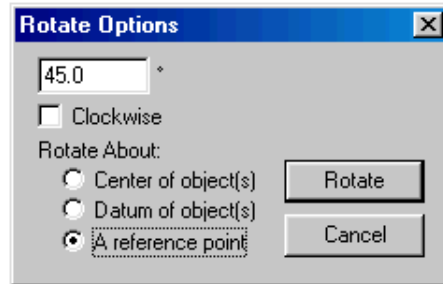 Rotate Options
45.0 °
Clockwise
Rotate About:
Center of object(s)
Rotate
Datum of object(s)
A reference point
Cancel